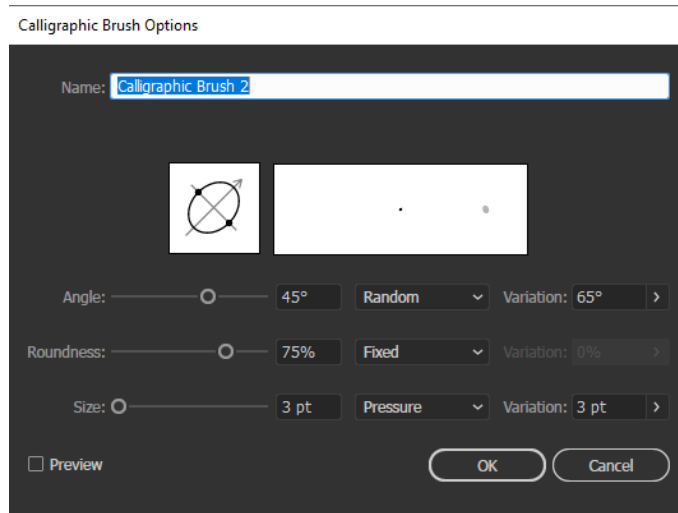 Calligraphic Brush Options
Name: Calligraphic Brush 2
Angle: 45° Random Variation: 65°
Roundness: 75% Fixed Variation: 0%
Size: 3 pt Pressure Variation: 3 pt
Preview OK Cancel